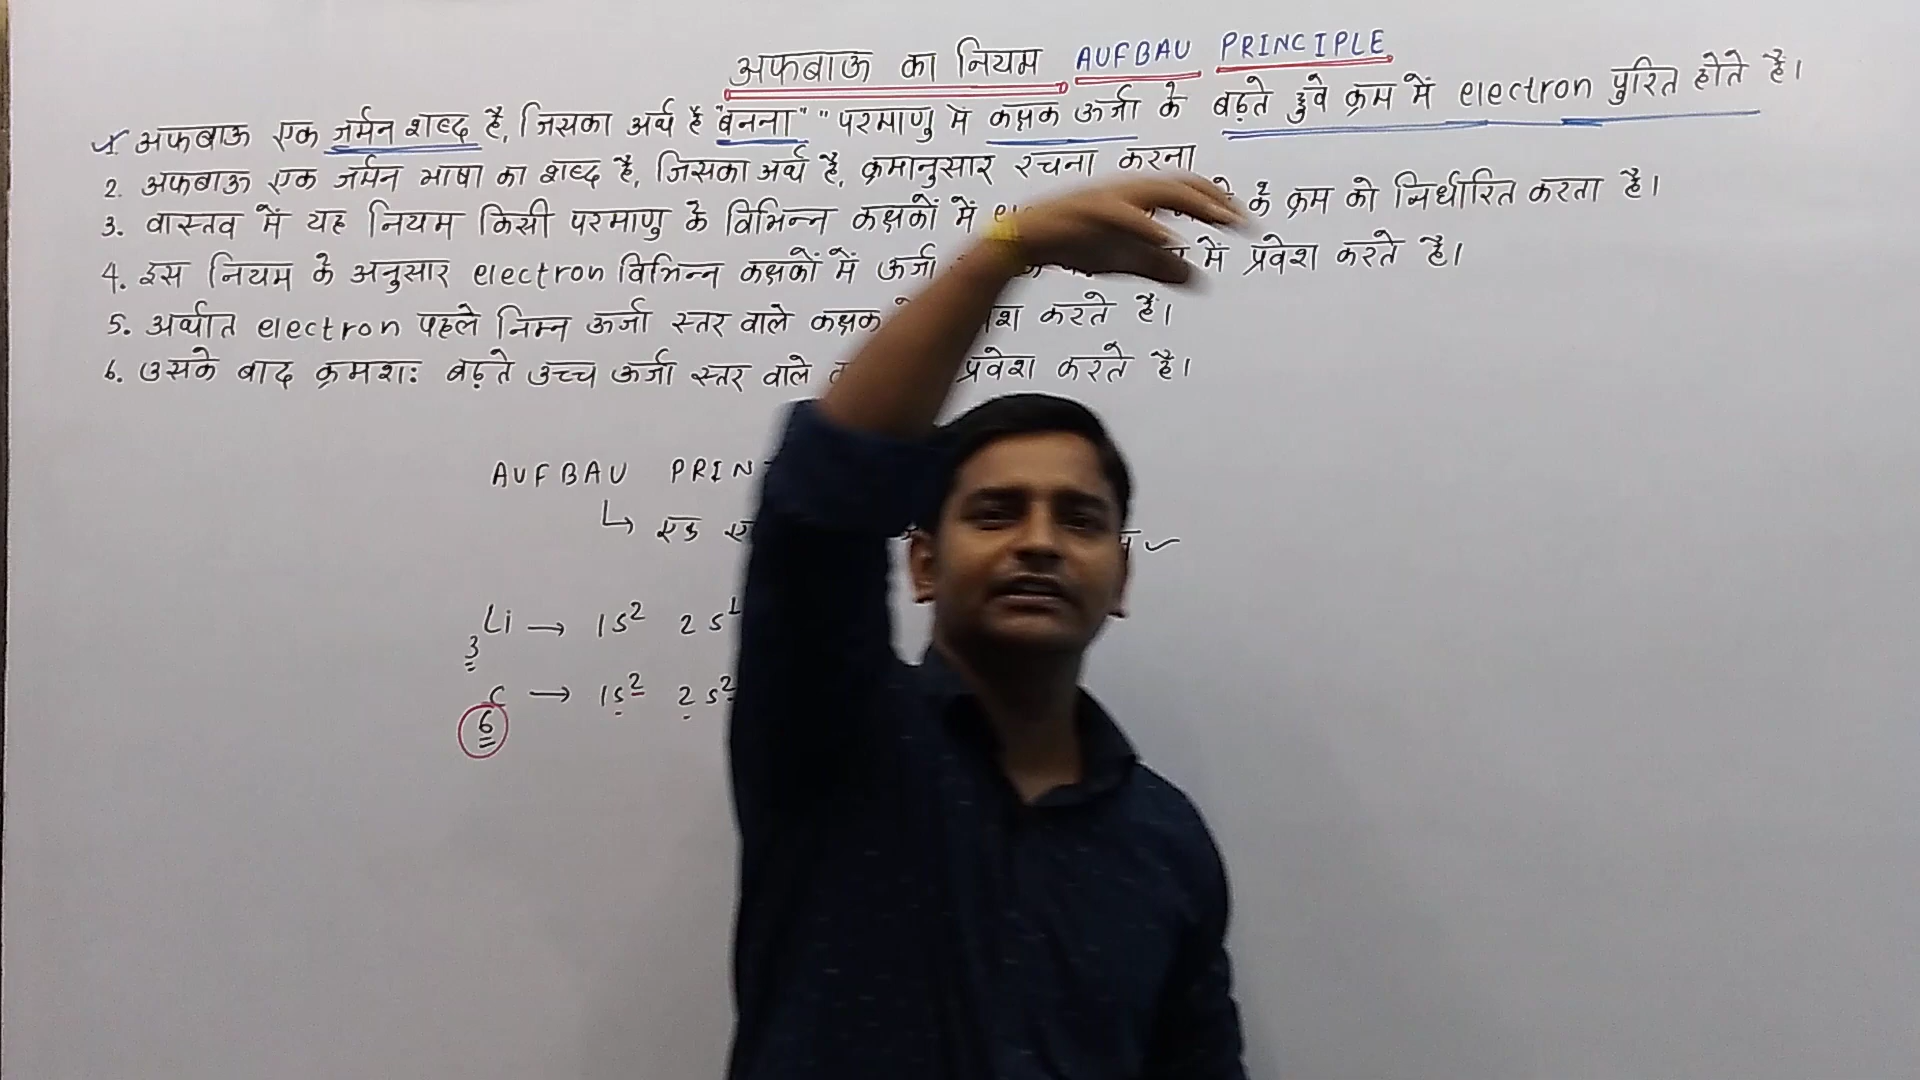 अफबाऊ का नियम AUFBAU PRINCIPLE
1. अफबाऊ एक जर्मन शब्द है, जिसका अर्थ है "बनना" "परमाणु में कक्षक ऊर्जा के बढ़ते हुवे क्रम में electron पुरित होते है।
2. अफबाऊ एक जर्मन भाषा का शब्द है, जिसका अर्थ है, क्रमानुसार रचना करना
3. वास्तव में यह नियम किसी परमाणु के विभिन्न कक्षकों में के क्रम को निर्धारित करता है।
4. इस नियम के अनुसार electron विभिन्न कक्षकों में ऊर्जा में प्रवेश करते है।
5. अर्थात electron पहले निम्न ऊर्जा स्तर वाले कक्षक करते है।
6. उसके बाद क्रमशः बढ़ते उच्च ऊर्जा स्तर वाले प्रवेश करते है।
AUFBAU PRIN
↳ एक
₃Li → 1s² 2s¹
₆C → 1s² 2s²